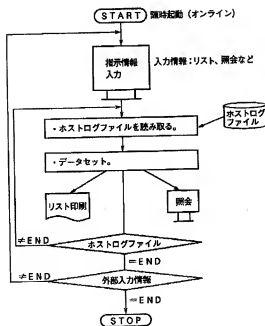 START 随時起動（オンライン）
指示情報
入力
入力情報：リスト、照会など
・ホストログファイルを読み取る。
ホストログ
ファイル
・データセット。
リスト印刷
照会
≠END
ホストログファイル
=END
≠END
外部入力情報
=END
STOP